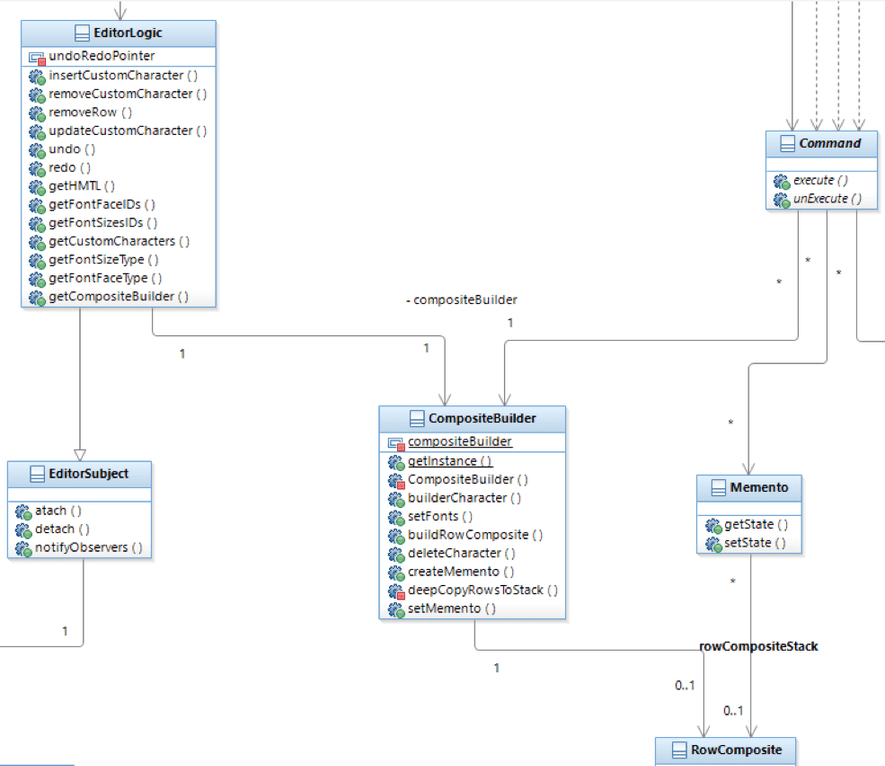 EditorLogic
undoRedoPointer
insertCustomCharacter ( )
removeCustomCharacter ( )
removeRow ( )
updateCustomCharacter ( )
undo ( )
redo ( )
getHMTL ( )
getFontFaceIDs ( )
getFontSizesIDs ( )
getCustomCharacters ( )
getFontSizeType ( )
getFontFaceType ( )
getCompositeBuilder ( )
Command
execute ( )
unExecute ( )
*
*
*
- compositeBuilder
1
1
1
CompositeBuilder
compositeBuilder
getInstance ( )
CompositeBuilder ( )
builderCharacter ( )
setFonts ( )
buildRowComposite ( )
deleteCharacter ( )
createMemento ( )
deepCopyRowsToStack ( )
setMemento ( )
*
EditorSubject
atach ( )
detach ( )
notifyObservers ( )
Memento
getState ( )
setState ( )
*
1
rowCompositeStack
1
0..1
0..1
RowComposite